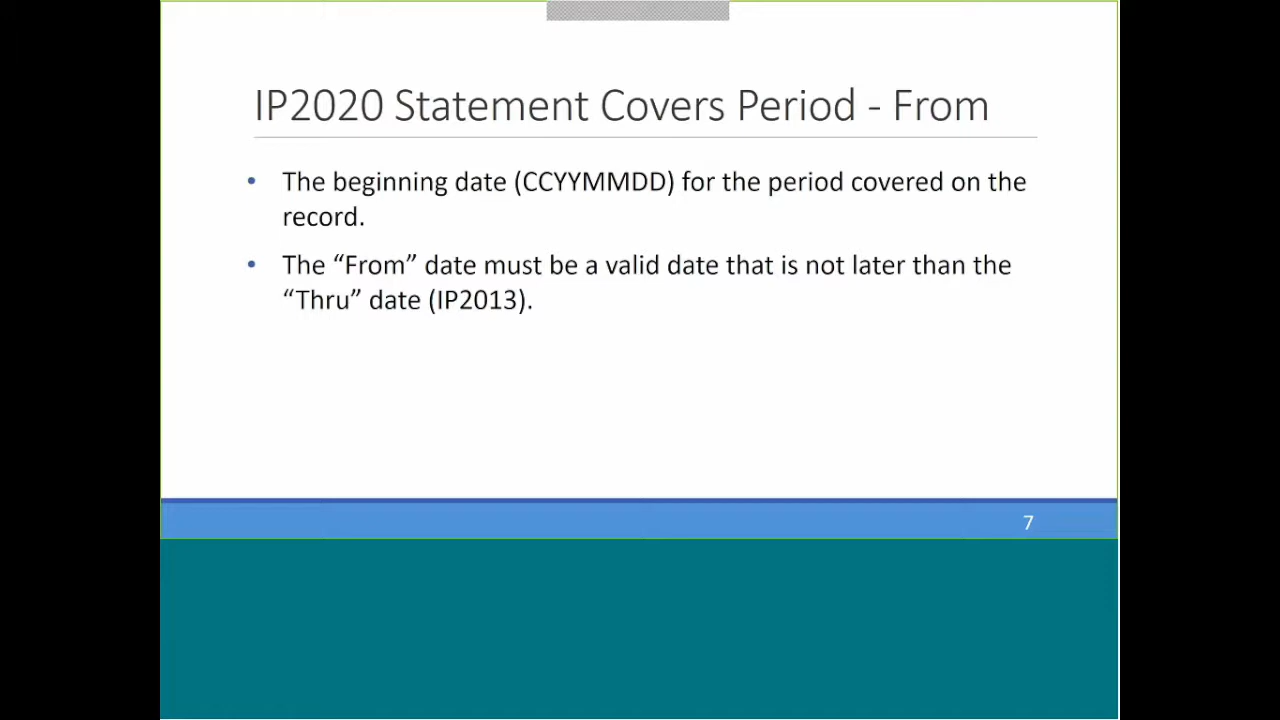 IP2020 Statement Covers Period - From
• The beginning date (CCYYMMDD) for the period covered on the
record.
• The “From” date must be a valid date that is not later than the
“Thru” date (IP2013).
7